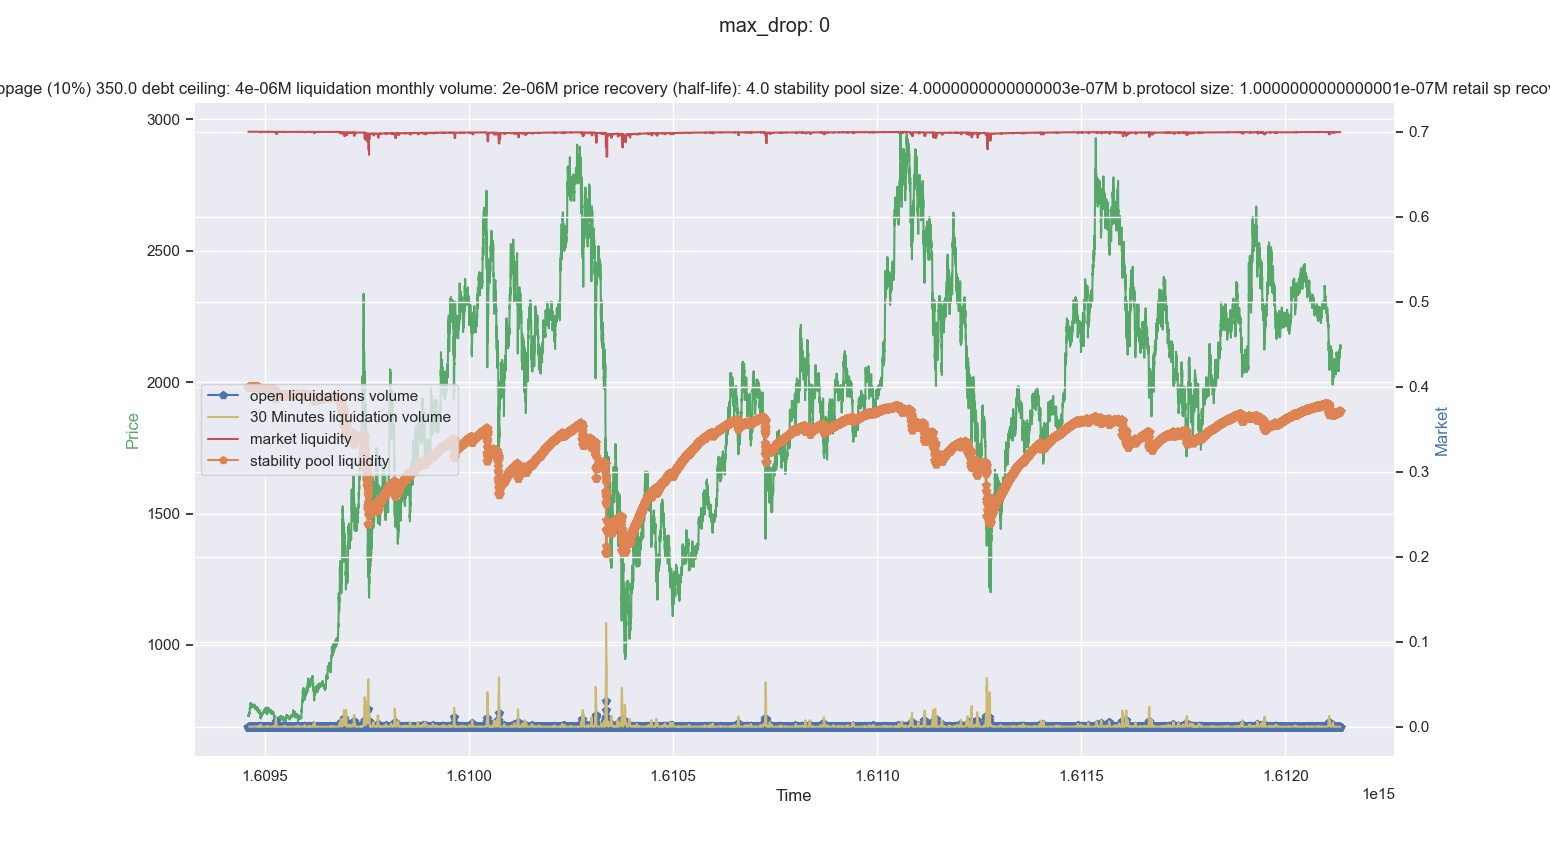 max_drop: 0
350.0 debt ceiling: 4e-06M liquidation monthly volume: 2e-06M price recovery (half-life): 4.0 stability pool size: 4.0000000000000003e-07M b.protocol size: 1.0000000000000001e-07M retail sp
3000
2500
2000
1500
1000
Price
0.7
0.6
0.5
0.4
0.3
0.2
0.1
0.0
Market
open liquidations volume
30 Minutes liquidation volume
market liquidity
stability pool liquidity
1.6095
1.6100
1.6105
1.6110
1.6115
1.6120
Time
1e15